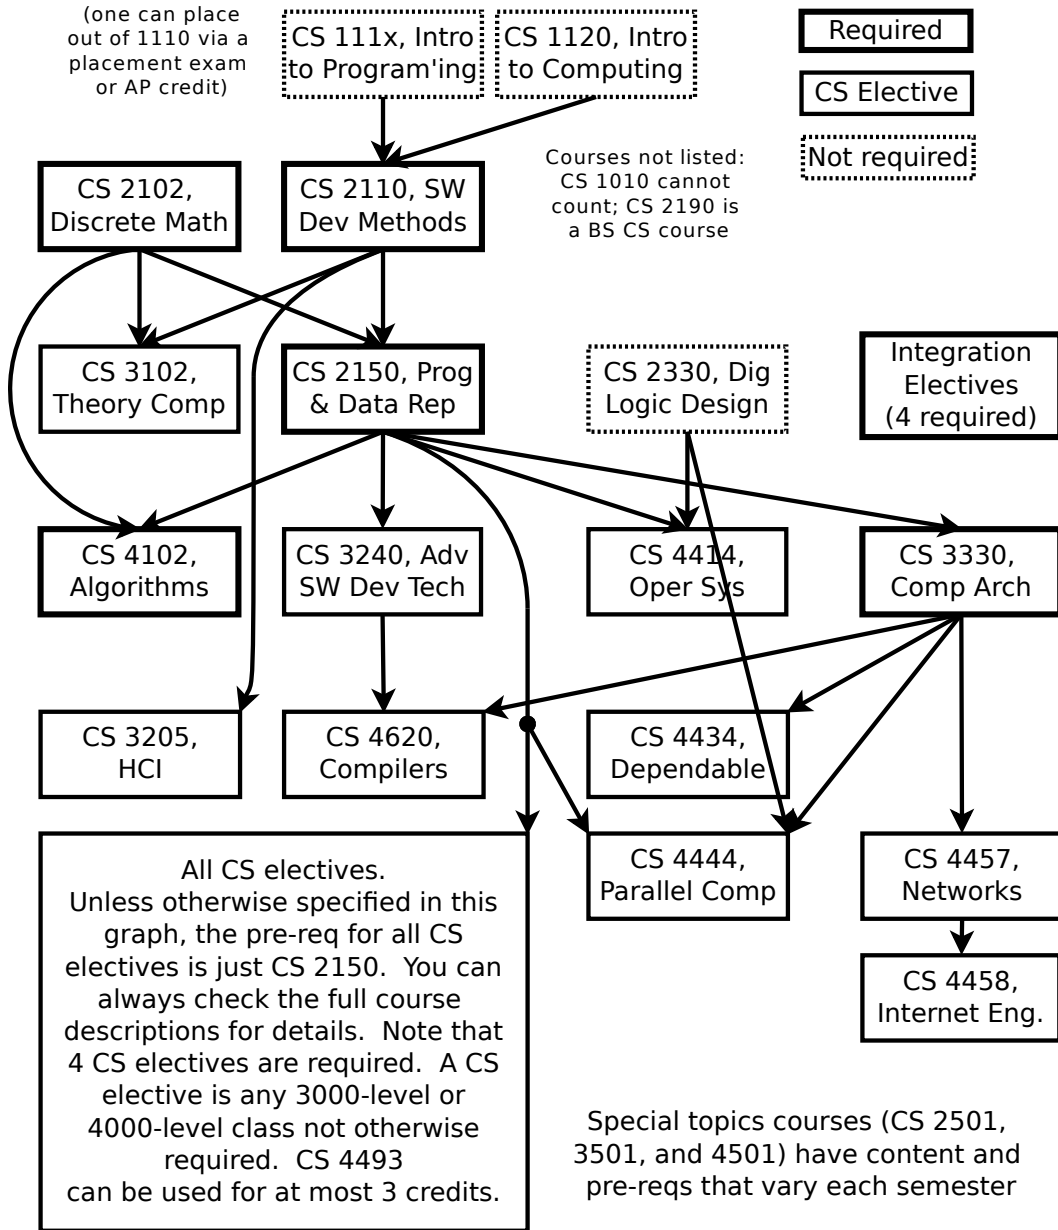 (one can place
out of 1110 via a
placement exam
or AP credit)
CS 111x, Intro
to Program'ing
CS 1120, Intro
to Computing
Required
CS Elective
Not required
Courses not listed:
CS 1010 cannot
count; CS 2190 is
a BS CS course
CS 2102,
Discrete Math
CS 2110, SW
Dev Methods
CS 3102,
Theory Comp
CS 2150, Prog
& Data Rep
CS 2330, Dig
Logic Design
Integration
Electives
(4 required)
CS 4102,
Algorithms
CS 3240, Adv
SW Dev Tech
CS 4414,
Oper Sys
CS 3330,
Comp Arch
CS 3205,
HCI
CS 4620,
Compilers
CS 4434,
Dependable
All CS electives.
Unless otherwise specified in this
graph, the pre-req for all CS
electives is just CS 2150.  You can
always check the full course
descriptions for details.  Note that
4 CS electives are required.  A CS
elective is any 3000-level or
4000-level class not otherwise
required.  CS 4493
can be used for at most 3 credits.
CS 4444,
Parallel Comp
CS 4457,
Networks
CS 4458,
Internet Eng.
Special topics courses (CS 2501,
3501, and 4501) have content and
pre-reqs that vary each semester